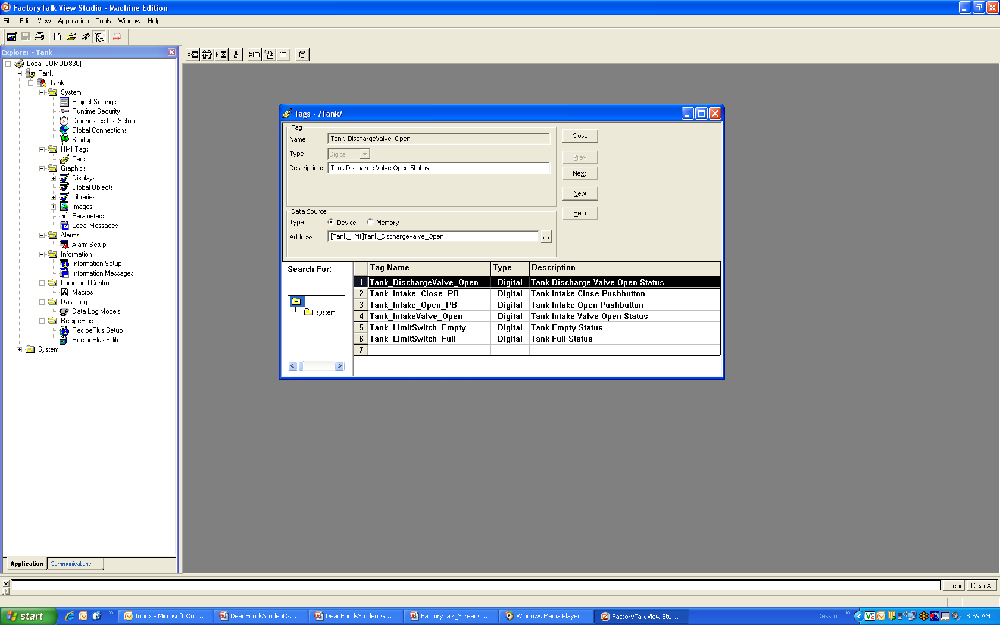 FactoryTalk View Studio - Machine Edition
File Edit View Application Tools Window Help
Explorer - Tank
Local (JOMOD830)
Tank
Tank
System
Project Settings
Runtime Security
Diagnostics List Setup
Global Connections
Startup
HMI Tags
Tags
Graphics
Displays
Global Objects
Libraries
Images
Parameters
Local Messages
Alarms
Alarm Setup
Information
Information Setup
Information Messages
Logic and Control
Macros
Data Log
Data Log Models
RecipePlus
RecipePlus Setup
RecipePlus Editor
System
Application Communications
Tags - /Tank/
Tag
Name: Tank_DischargeValve_Open
Type: Digital
Description: Tank Discharge Valve Open Status
Data Source
Type: Device Memory
Address: [Tank_HMI]Tank_DischargeValve_Open ...
Close
Prev
Next
New
Help
Search For:
system
Tag Name Type Description
1 Tank_DischargeValve_Open Digital Tank Discharge Valve Open Status
2 Tank_Intake_Close_PB Digital Tank Intake Close Pushbutton
3 Tank_Intake_Open_PB Digital Tank Intake Open Pushbutton
4 Tank_IntakeValve_Open Digital Tank Intake Valve Open Status
5 Tank_LimitSwitch_Empty Digital Tank Empty Status
6 Tank_LimitSwitch_Full Digital Tank Full Status
7
Clear Clear All
start Inbox - Microsoft Out... DeanFoodsStudentG... DeanFoodsStudentG... FactoryTalk_Screens... Windows Media Player FactoryTalk View Stu... Desktop 8:59 AM